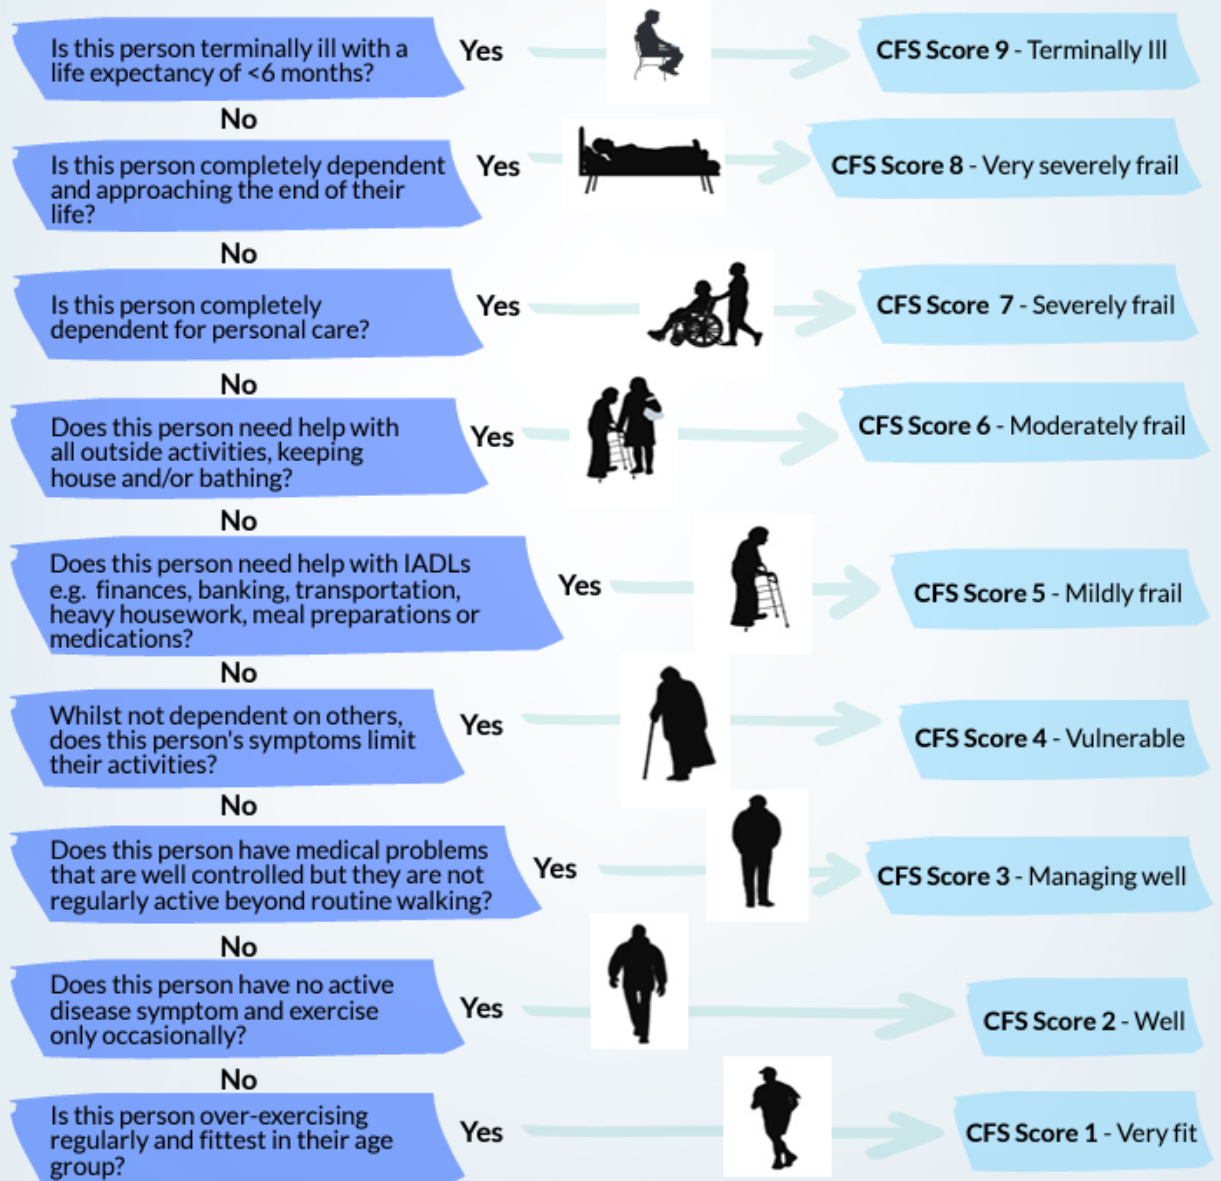 Is this person terminally ill with a
life expectancy of <6 months?
Yes
CFS Score 9 - Terminally Ill
No
Is this person completely dependent
and approaching the end of their
life?
Yes
CFS Score 8 - Very severely frail
No
Is this person completely
dependent for personal care?
Yes
CFS Score 7 - Severely frail
No
Does this person need help with
all outside activities, keeping
house and/or bathing?
Yes
CFS Score 6 - Moderately frail
No
Does this person need help with IADLs
e.g. finances, banking, transportation,
heavy housework, meal preparations or
medications?
Yes
CFS Score 5 - Mildly frail
No
Whilst not dependent on others,
does this person's symptoms limit
their activities?
Yes
CFS Score 4 - Vulnerable
No
Does this person have medical problems
that are well controlled but they are not
regularly active beyond routine walking?
Yes
CFS Score 3 - Managing well
No
Does this person have no active
disease symptom and exercise
only occasionally?
Yes
CFS Score 2 - Well
No
Is this person over-exercising
regularly and fittest in their age
group?
Yes
CFS Score 1 - Very fit